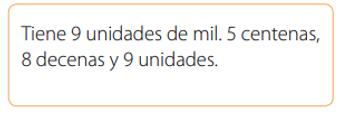 Tiene 9 unidades de mil. 5 centenas,
8 decenas y 9 unidades.